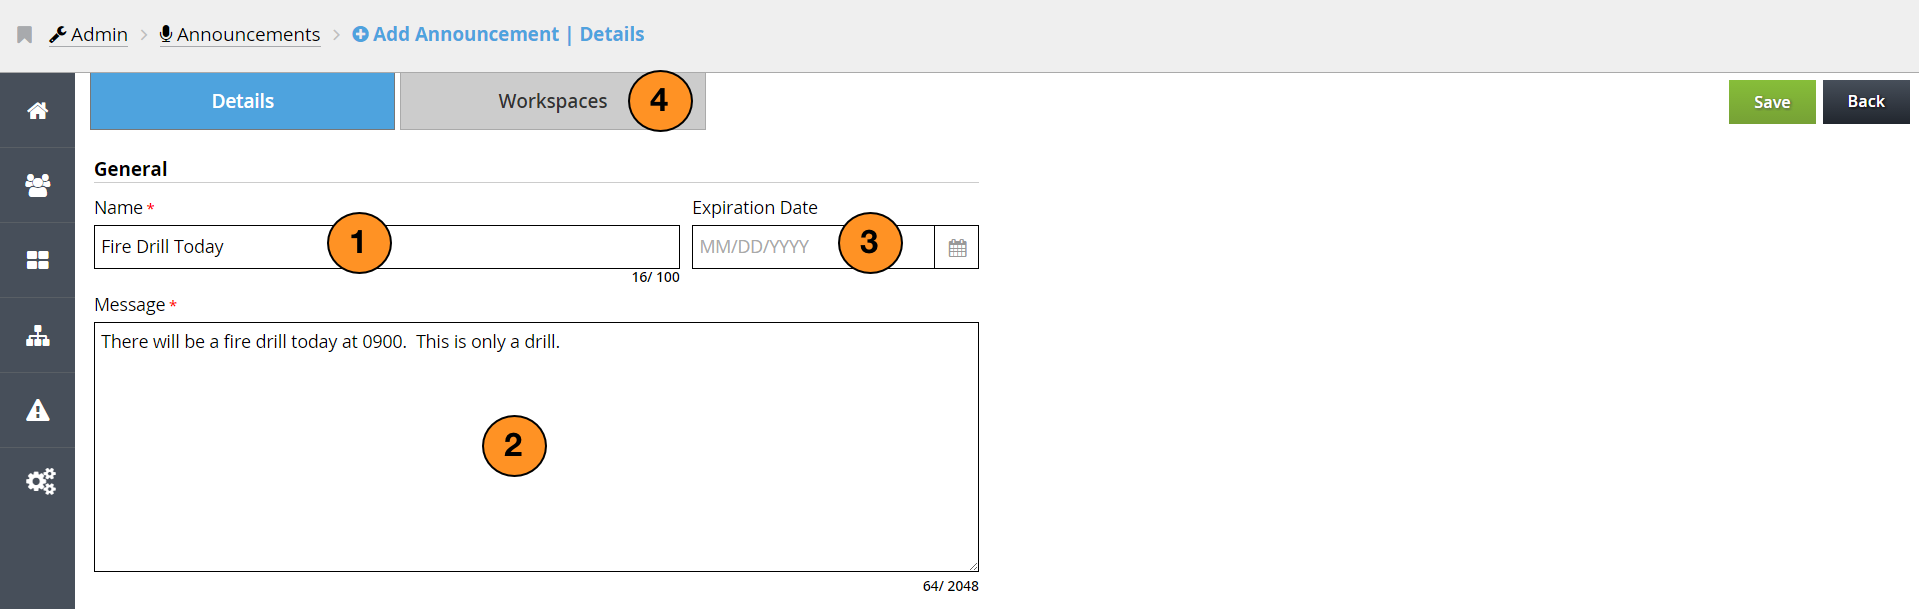 Admin > Announcements > Add Announcement | Details
Details
Workspaces
4
Save
Back
General
Name *
Expiration Date
Fire Drill Today
1
MM/DD/YYYY
3
16/ 100
Message *
There will be a fire drill today at 0900.  This is only a drill.
2
64/ 2048